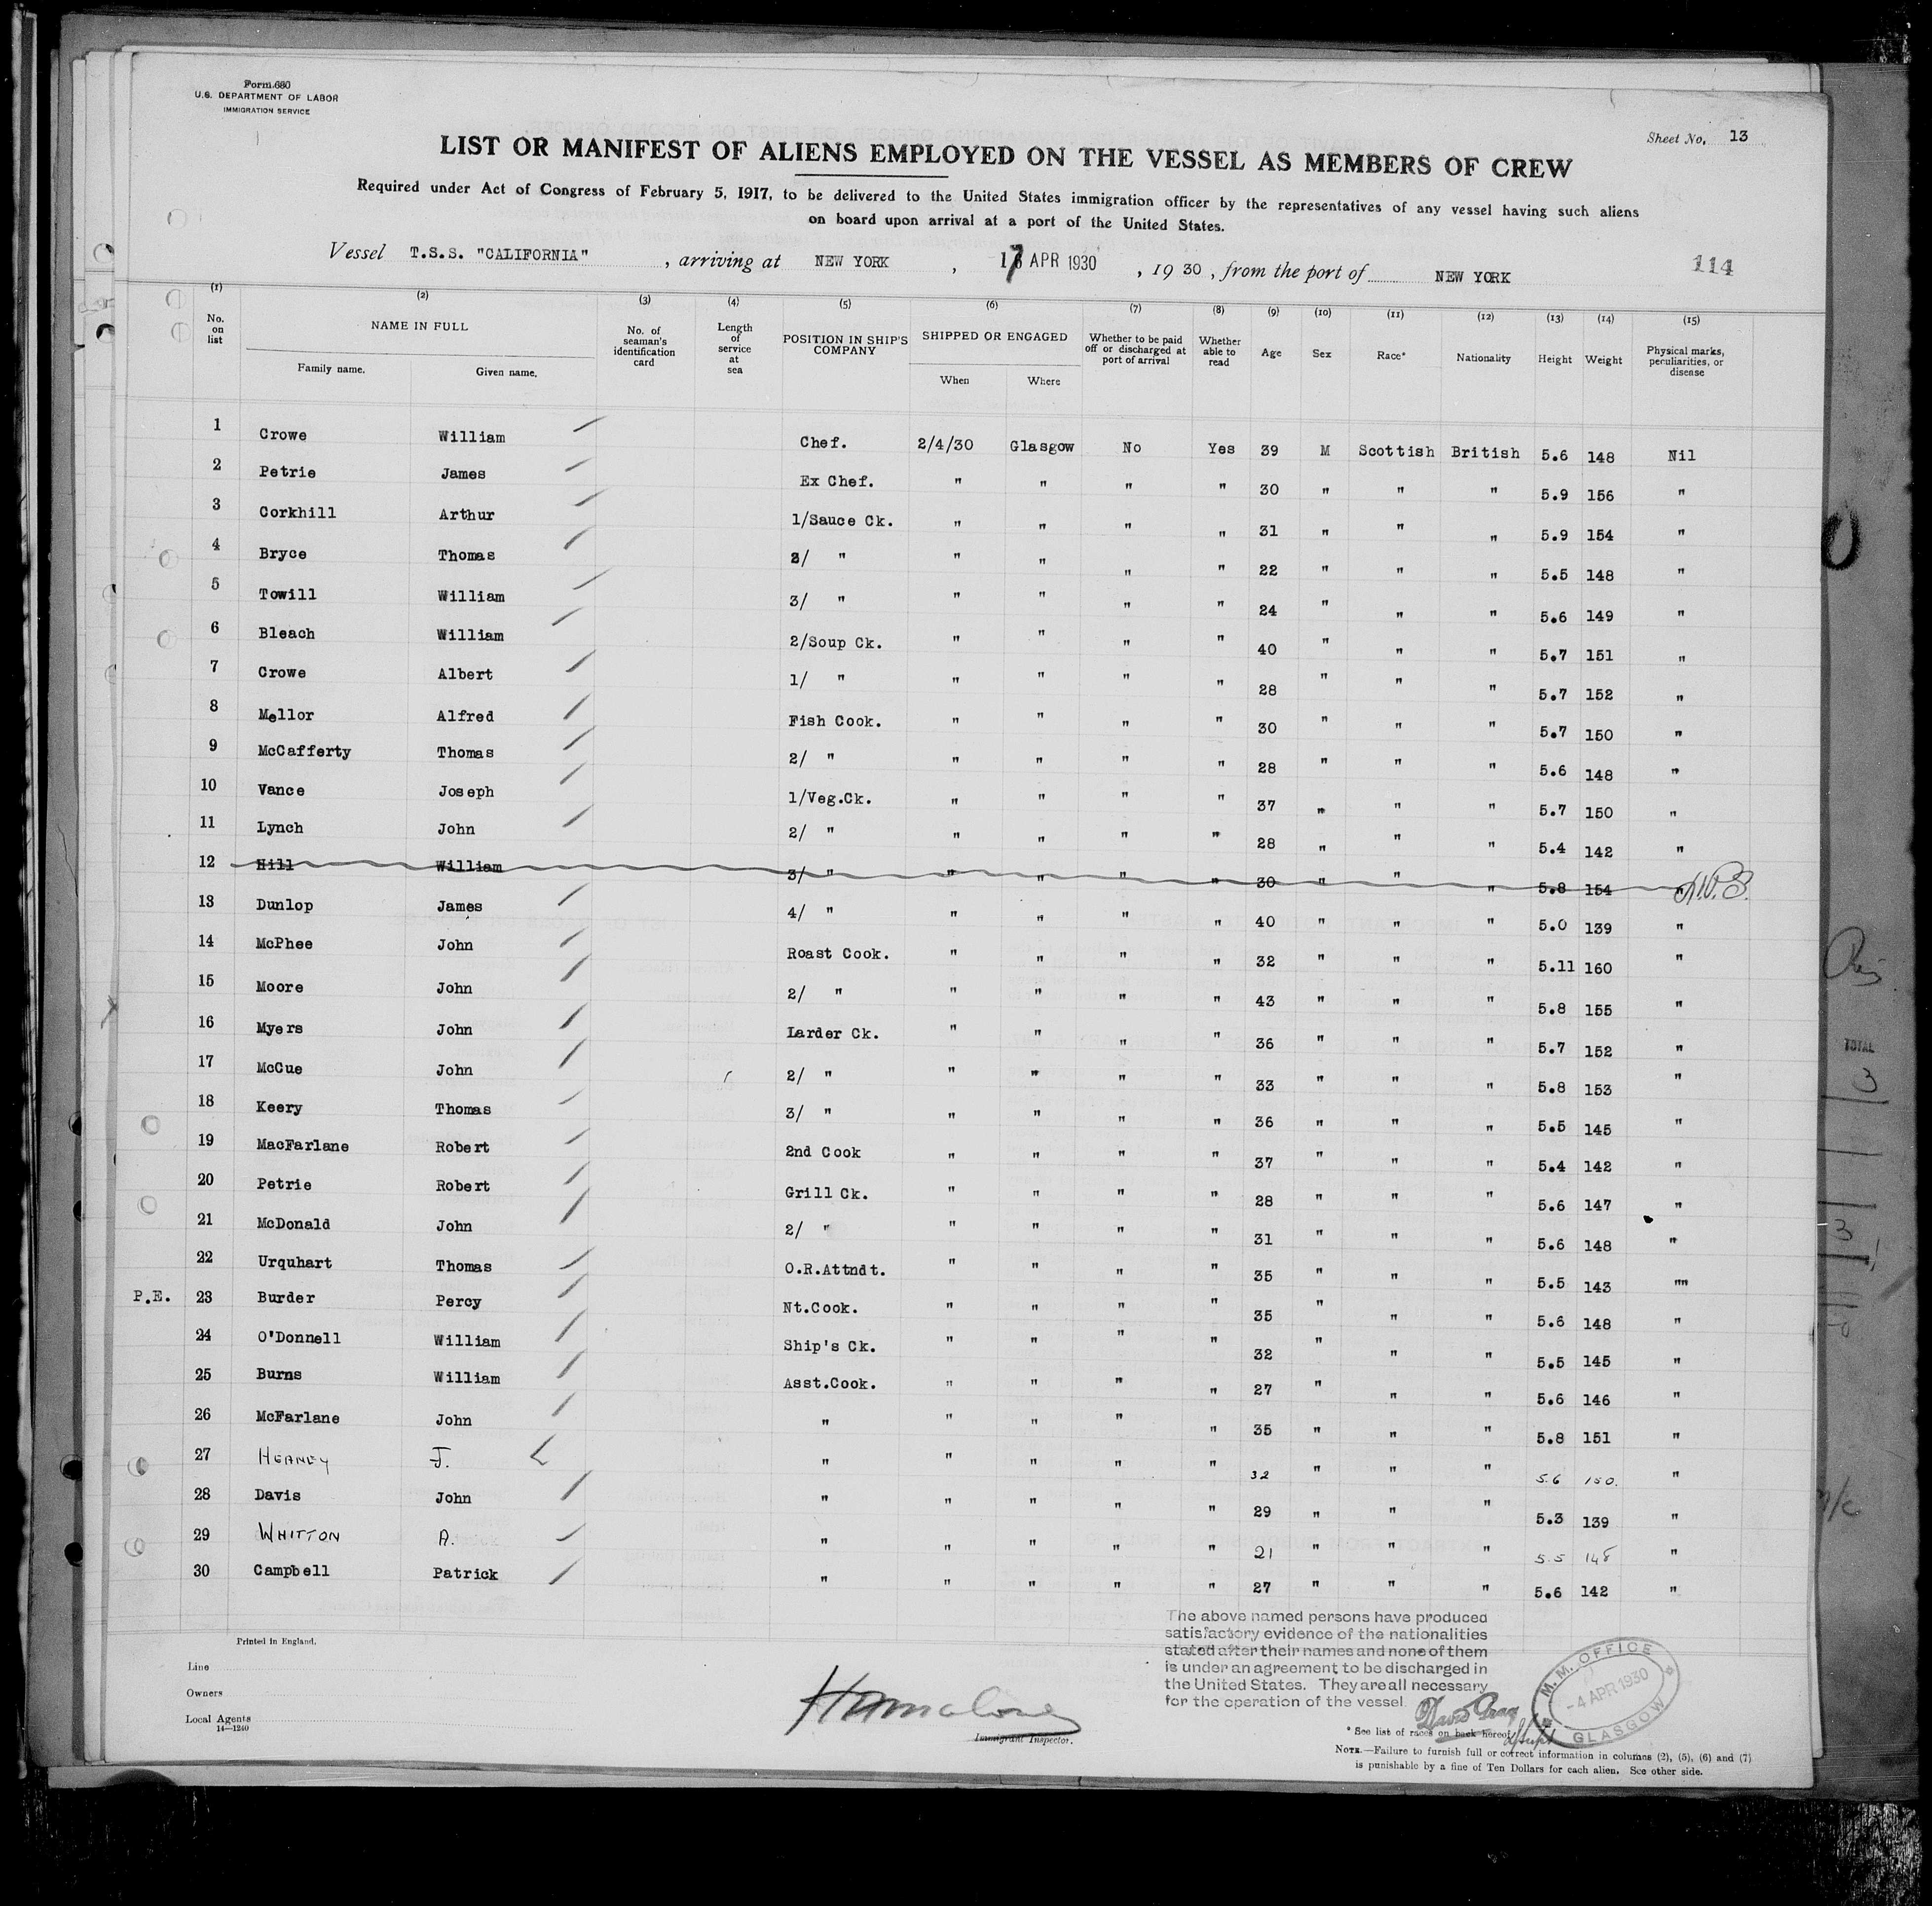 Form 680
U.S. DEPARTMENT OF LABOR
IMMIGRATION SERVICE
Sheet No. 13
LIST OR MANIFEST OF ALIENS EMPLOYED ON THE VESSEL AS MEMBERS OF CREW
Required under Act of Congress of February 5, 1917, to be delivered to the United States immigration officer by the representatives of any vessel having such aliens
on board upon arrival at a port of the United States.
Vessel T.S.S. "CALIFORNIA", arriving at NEW YORK, 17 APR 1930, 19 30, from the port of NEW YORK 114
(1) (2) (3) (4) (5) (6) (7) (8) (9) (10) (11) (12) (13) (14) (15)
No. on list NAME IN FULL Family name. Given name. No. of seaman's identification card Length of service at sea POSITION IN SHIP'S COMPANY SHIPPED OR ENGAGED When Where Whether to be paid off or discharged at port of arrival Whether able to read Age Sex Race* Nationality Height Weight Physical marks, peculiarities, or disease
1 Crowe William Chef. 2/4/30 Glasgow No Yes 39 M Scottish British 5.6 148 Nil
2 Petrie James Ex Chef. " " " " 30 " " " 5.9 156 "
3 Corkhill Arthur 1/Sauce Ck. " " " " 31 " " " 5.9 154 "
4 Bryce Thomas 2/ " " " " " 22 " " " 5.5 148 "
5 Towill William 3/ " " " " " 24 " " " 5.6 149 "
6 Bleach William 2/Soup Ck. " " " " 40 " " " 5.7 151 "
7 Crowe Albert 1/ " " " " " 28 " " " 5.7 152 "
8 Mellor Alfred Fish Cook. " " " " 30 " " " 5.7 150 "
9 McCafferty Thomas 2/ " " " " " 28 " " " 5.6 148 "
10 Vance Joseph 1/Veg.Ck. " " " " 37 " " " 5.7 150 "
11 Lynch John 2/ " " " " " 28 " " " 5.4 142 "
12 Hill William 3/ " " " " " 30 " " " 5.8 154 "
13 Dunlop James 4/ " " " " " 40 " " " 5.0 139 "
14 McPhee John Roast Cook. " " " " 32 " " " 5.11 160 "
15 Moore John 2/ " " " " " 43 " " " 5.8 155 "
16 Myers John Larder Ck. " " " " 36 " " " 5.7 152 "
17 McCue John 2/ " " " " " 33 " " " 5.8 153 "
18 Keery Thomas 3/ " " " " " 36 " " " 5.5 145 "
19 MacFarlane Robert 2nd Cook " " " " 37 " " " 5.4 142 "
20 Petrie Robert Grill Ck. " " " " 28 " " " 5.6 147 "
21 McDonald John 2/ " " " " " 31 " " " 5.6 148 "
22 Urquhart Thomas O.R.Attndt. " " " " 35 " " " 5.5 143 ""
P.E. 23 Burder Percy Nt.Cook. " " " " 35 " " " 5.6 148 "
24 O'Donnell William Ship's Ck. " " " " 32 " " " 5.5 145 "
25 Burns William Asst.Cook. " " " " 27 " " " 5.6 146 "
26 McFarlane John " " " " " 35 " " " 5.8 151 "
27 HEANEY J. " " " " " 32 " " " 5.6 150. "
28 Davis John " " " " " 29 " " " 5.3 139 "
29 WHITTON A. " " " " " 21 " " " 5.5 148 "
30 Campbell Patrick " " " " " 27 " " " 5.6 142 "
The above named persons have produced
satisfactory evidence of the nationalities
stated after their names and none of them
is under an agreement to be discharged in
the United States. They are all necessary
for the operation of the vessel
Printed in England.
Line
Owners
Local Agents
14—1240
Immigrant Inspector.
David Gray
M.M. OFFICE
-4 APR 1930
GLASGOW
* See list of races on back hereof
NOTE.—Failure to furnish full or correct information in columns (2), (5), (6) and (7)
is punishable by a fine of Ten Dollars for each alien. See other side.
TOTAL
3
3